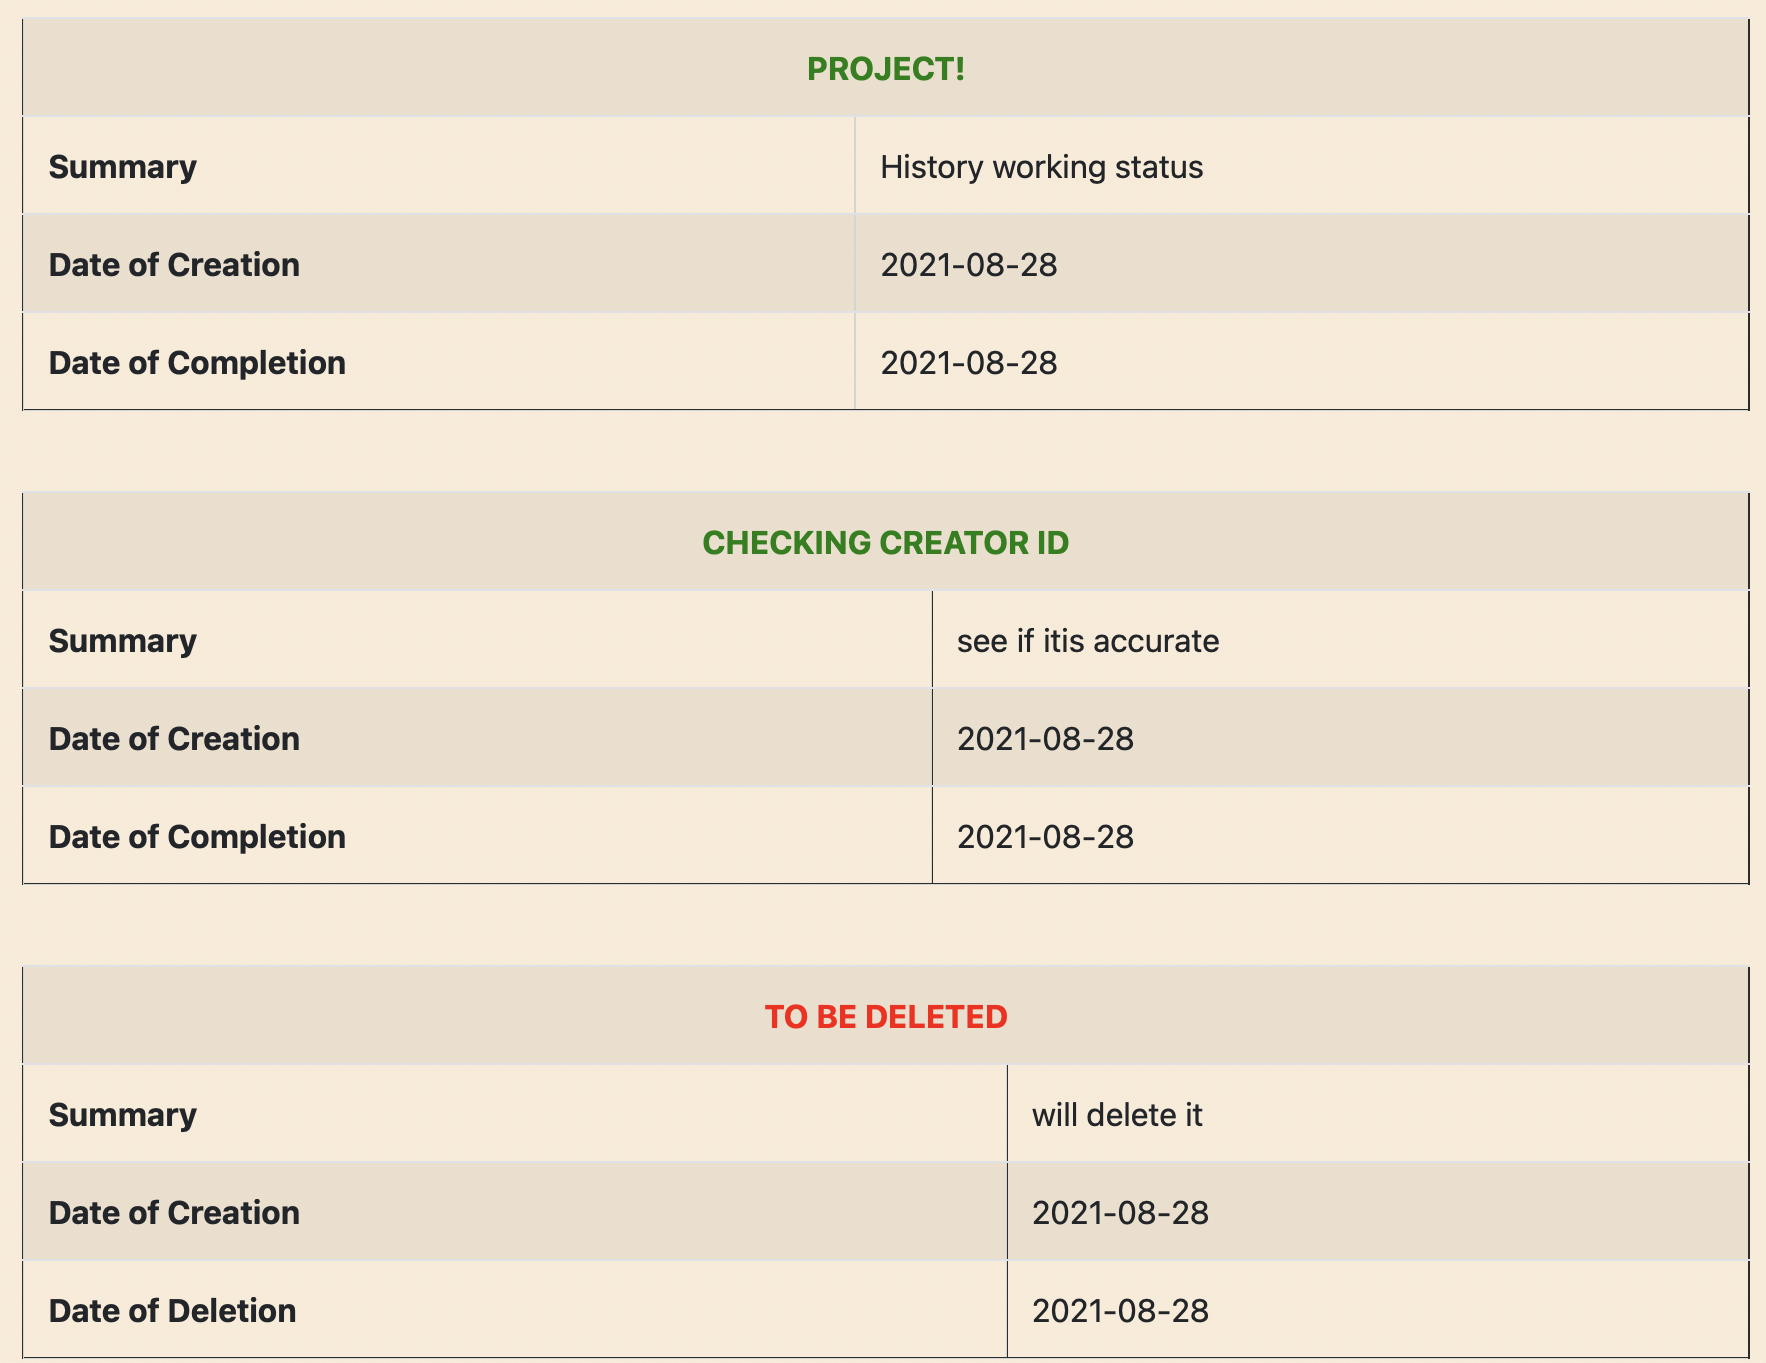 PROJECT!
Summary History working status
Date of Creation 2021-08-28
Date of Completion 2021-08-28
CHECKING CREATOR ID
Summary see if itis accurate
Date of Creation 2021-08-28
Date of Completion 2021-08-28
TO BE DELETED
Summary will delete it
Date of Creation 2021-08-28
Date of Deletion 2021-08-28